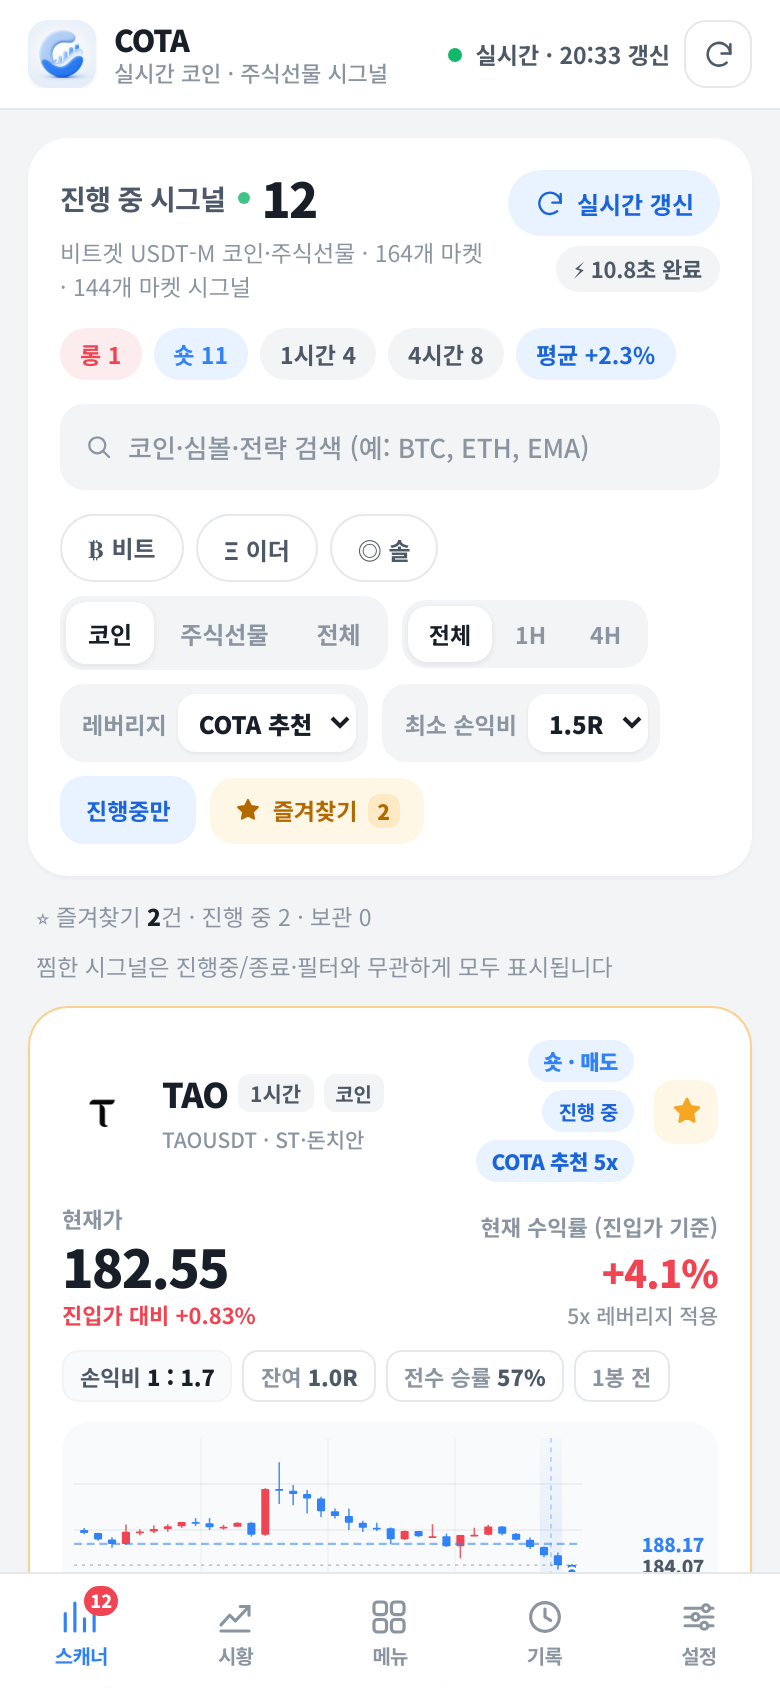 COTA
실시간 코인 · 주식선물 시그널
실시간 · 20:33 갱신
진행 중 시그널 12
실시간 갱신
비트겟 USDT-M 코인·주식선물 · 164개 마켓
· 144개 마켓 시그널
⚡ 10.8초 완료
롱 1
숏 11
1시간 4
4시간 8
평균 +2.3%
코인·심볼·전략 검색 (예: BTC, ETH, EMA)
₿ 비트
Ξ 이더
◎ 솔
코인 주식선물 전체
전체 1H 4H
레버리지 COTA 추천
최소 손익비 1.5R
진행중만
★ 즐겨찾기 2
⭐ 즐겨찾기 2건 · 진행 중 2 · 보관 0
찜한 시그널은 진행중/종료·필터와 무관하게 모두 표시됩니다
TAO 1시간 코인
TAOUSDT · ST·돈치안
숏 · 매도
진행 중
COTA 추천 5x
현재가
182.55
진입가 대비 +0.83%
현재 수익률 (진입가 기준)
+4.1%
5x 레버리지 적용
손익비 1 : 1.7
잔여 1.0R
전수 승률 57%
1봉 전
188.17
184.07
12
스캐너
시황
메뉴
기록
설정